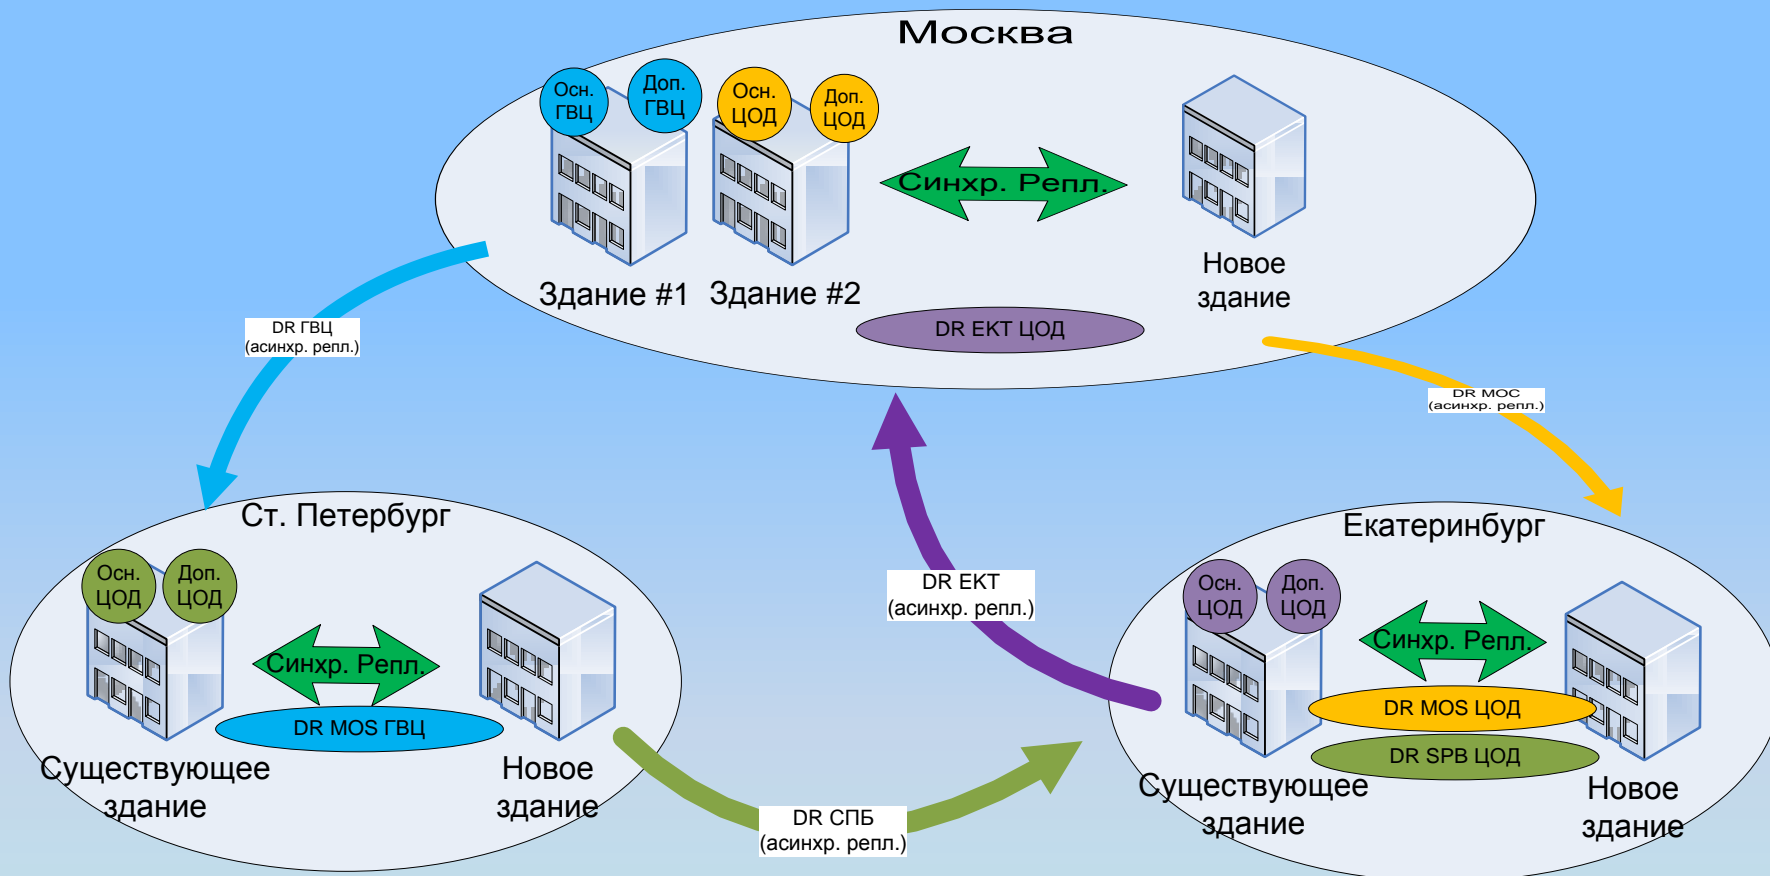 Москва
Осн.
ГВЦ
Доп.
ГВЦ
Осн.
ЦОД
Доп.
ЦОД
Синхр. Репл.
Здание #1
Здание #2
Новое
здание
DR ЕКТ ЦОД
DR ГВЦ
(асинхр. репл.)
DR МОС
(асинхр. репл.)
Ст. Петербург
Осн.
ЦОД
Доп.
ЦОД
Синхр. Репл.
DR MOS ГВЦ
Существующее
здание
Новое
здание
DR ЕКТ
(асинхр. репл.)
DR СПБ
(асинхр. репл.)
Екатеринбург
Осн.
ЦОД
Доп.
ЦОД
Синхр. Репл.
DR MOS ЦОД
DR SPB ЦОД
Существующее
здание
Новое
здание